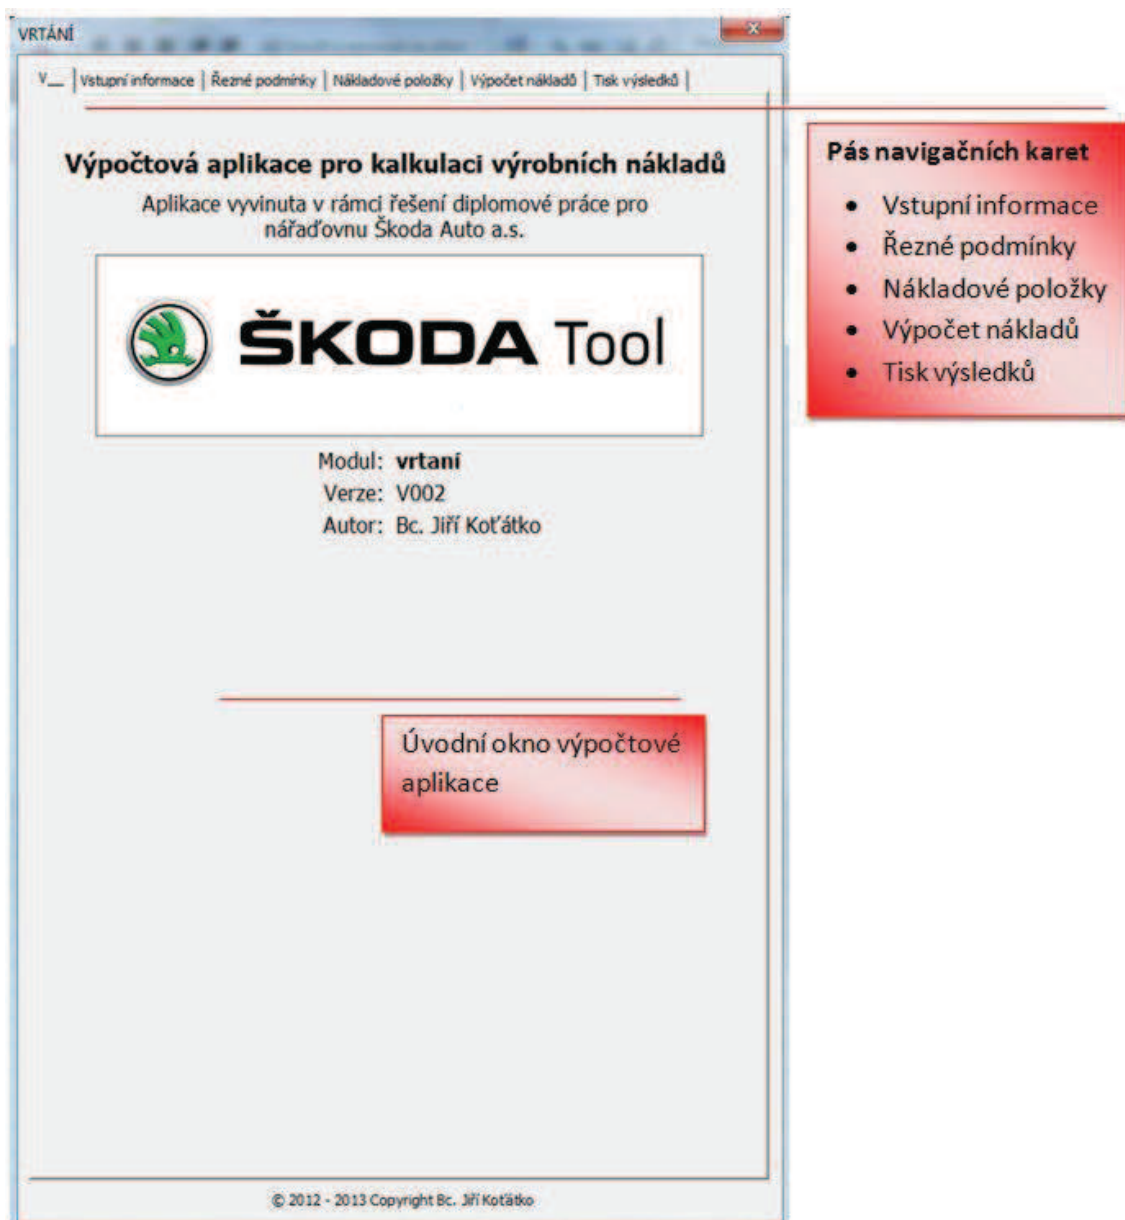 VRTÁNÍ
V__ Vstupní informace Řezné podmínky Nákladové položky Výpočet nákladů Tisk výsledků
Výpočtová aplikace pro kalkulaci výrobních nákladů
Aplikace vyvinuta v rámci řešení diplomové práce pro
nářaďovnu Škoda Auto a.s.
ŠKODA Tool
Modul: vrtaní
Verze: V002
Autor: Bc. Jiří Koťátko
Pás navigačních karet
• Vstupní informace
• Řezné podmínky
• Nákladové položky
• Výpočet nákladů
• Tisk výsledků
Úvodní okno výpočtové
aplikace
© 2012 - 2013 Copyright Bc. Jiří Koťátko